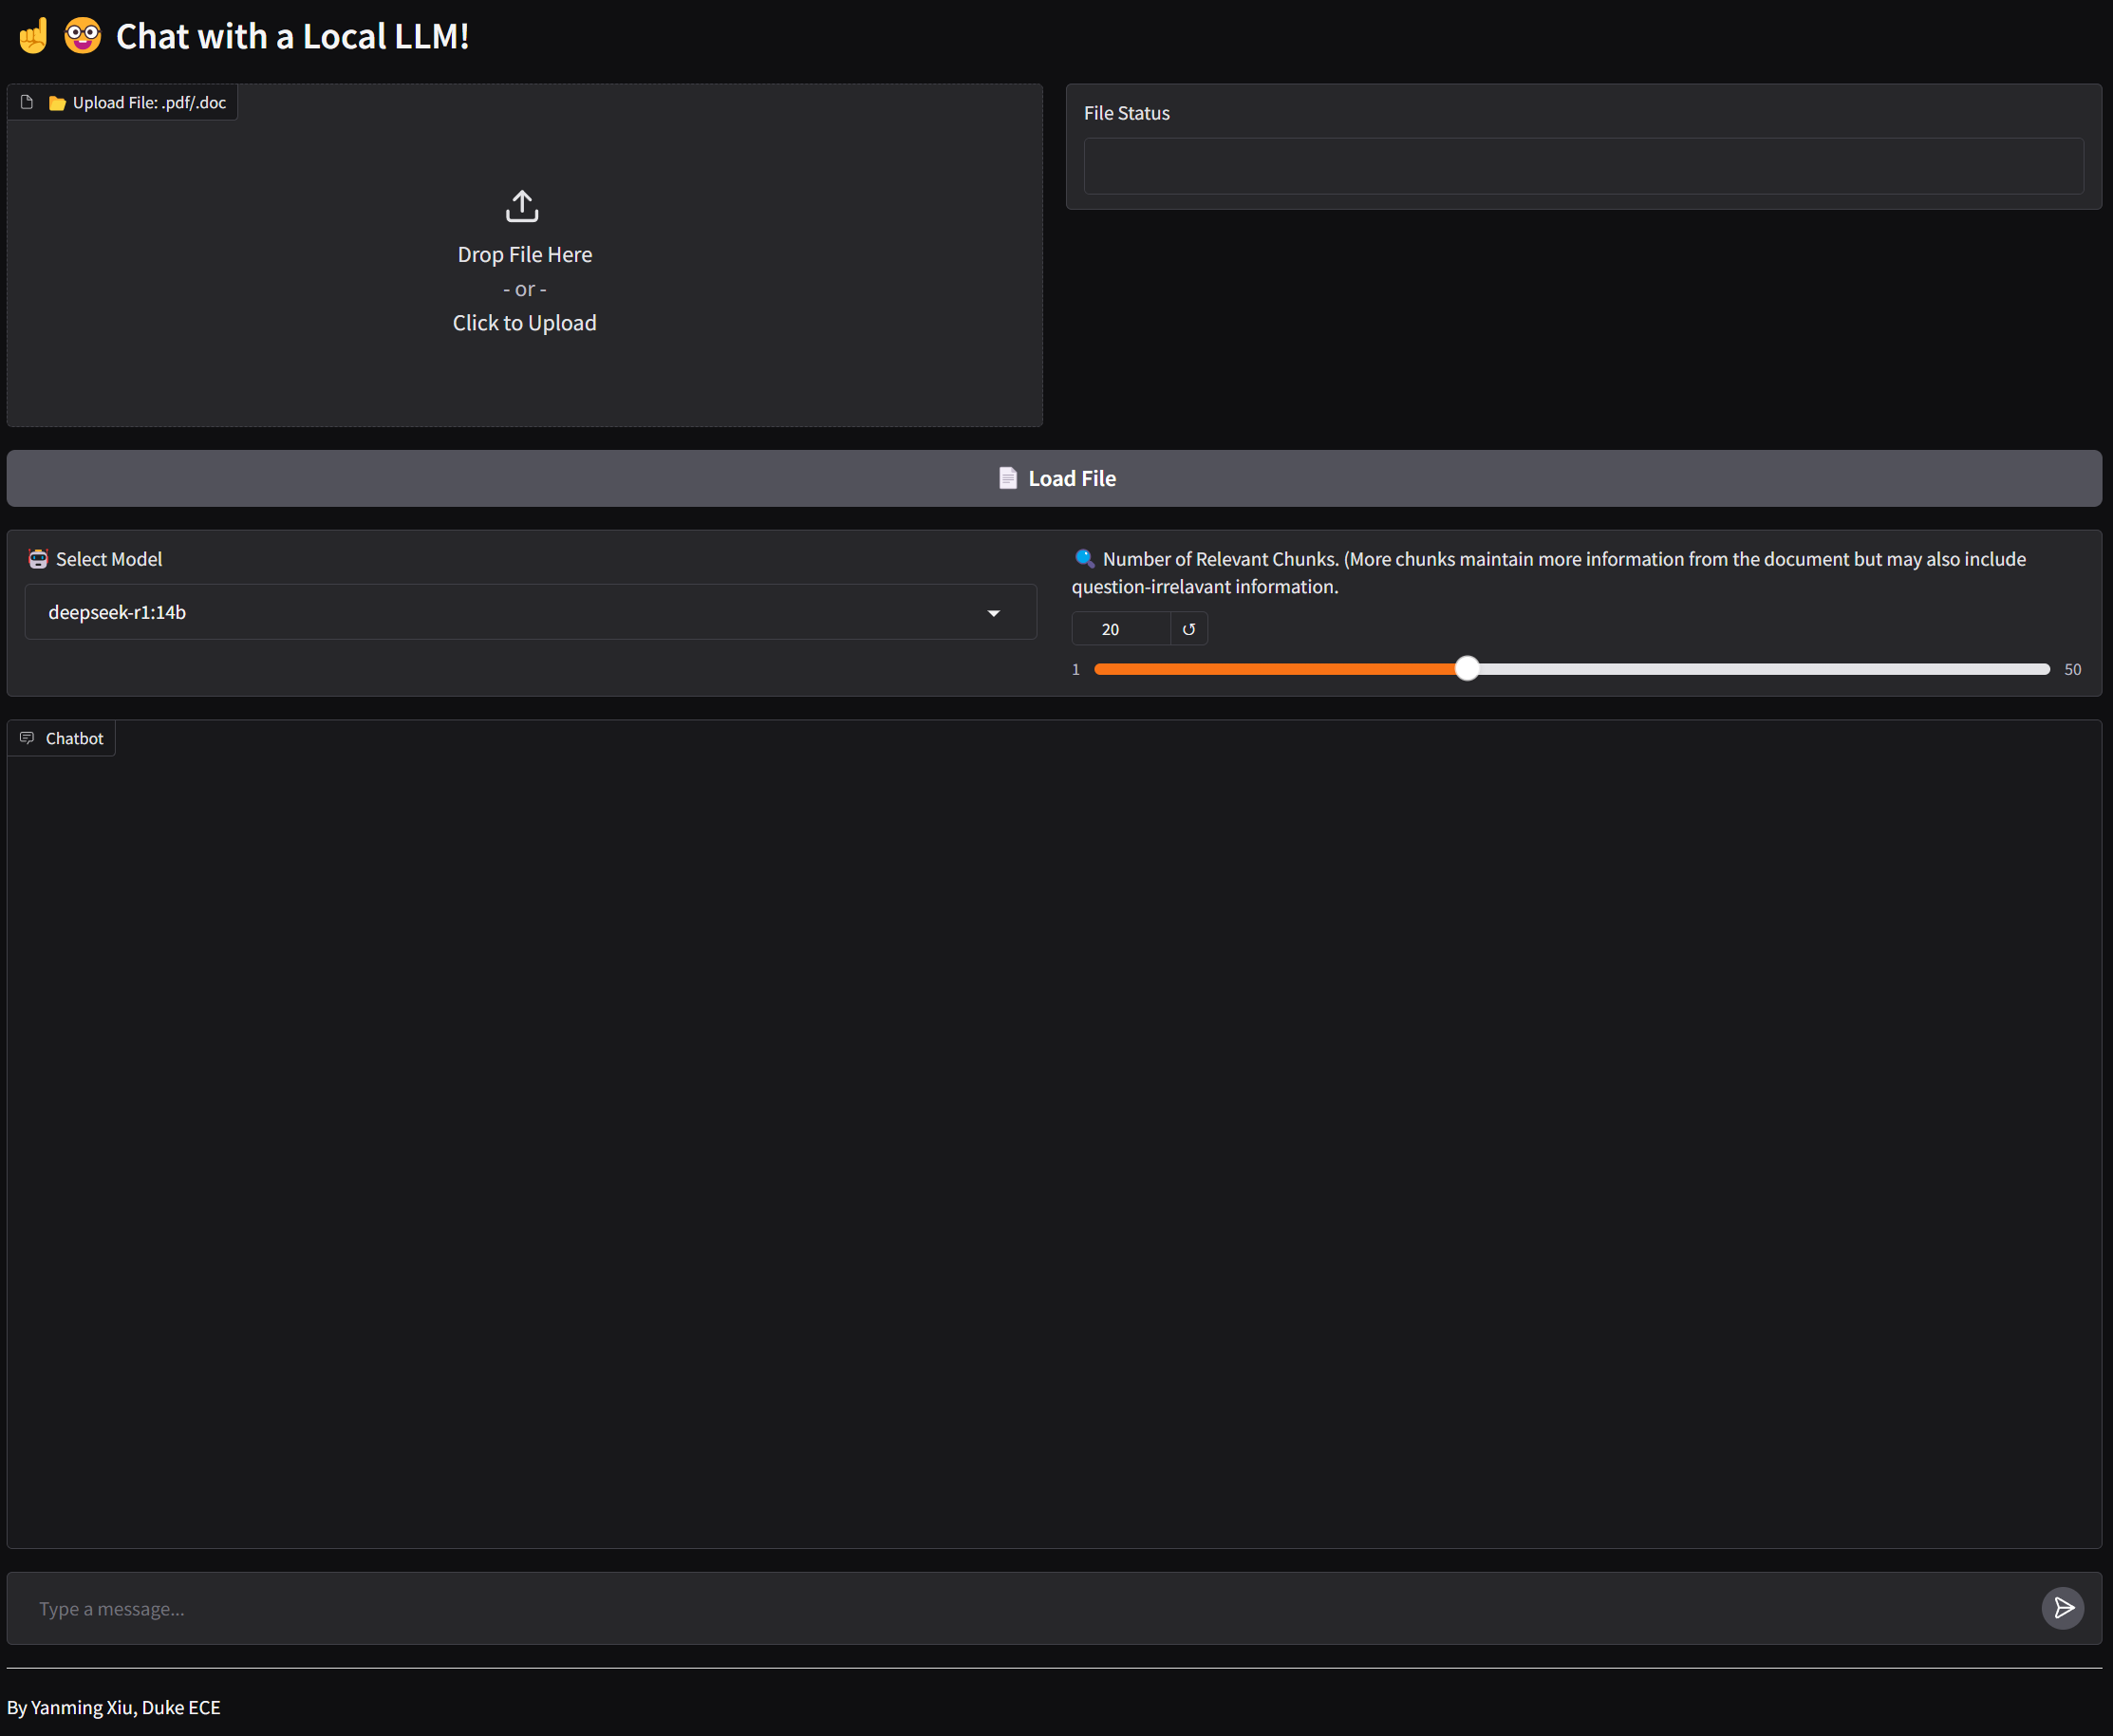 ☝️🤓 Chat with a Local LLM!
📂 Upload File: .pdf/.doc
Drop File Here
- or -
Click to Upload
File Status
📄 Load File
🤖 Select Model
deepseek-r1:14b
🔍 Number of Relevant Chunks. (More chunks maintain more information from the document but may also include
question-irrelavant information.
20 ↺
1
50
Chatbot
Type a message...
By Yanming Xiu, Duke ECE